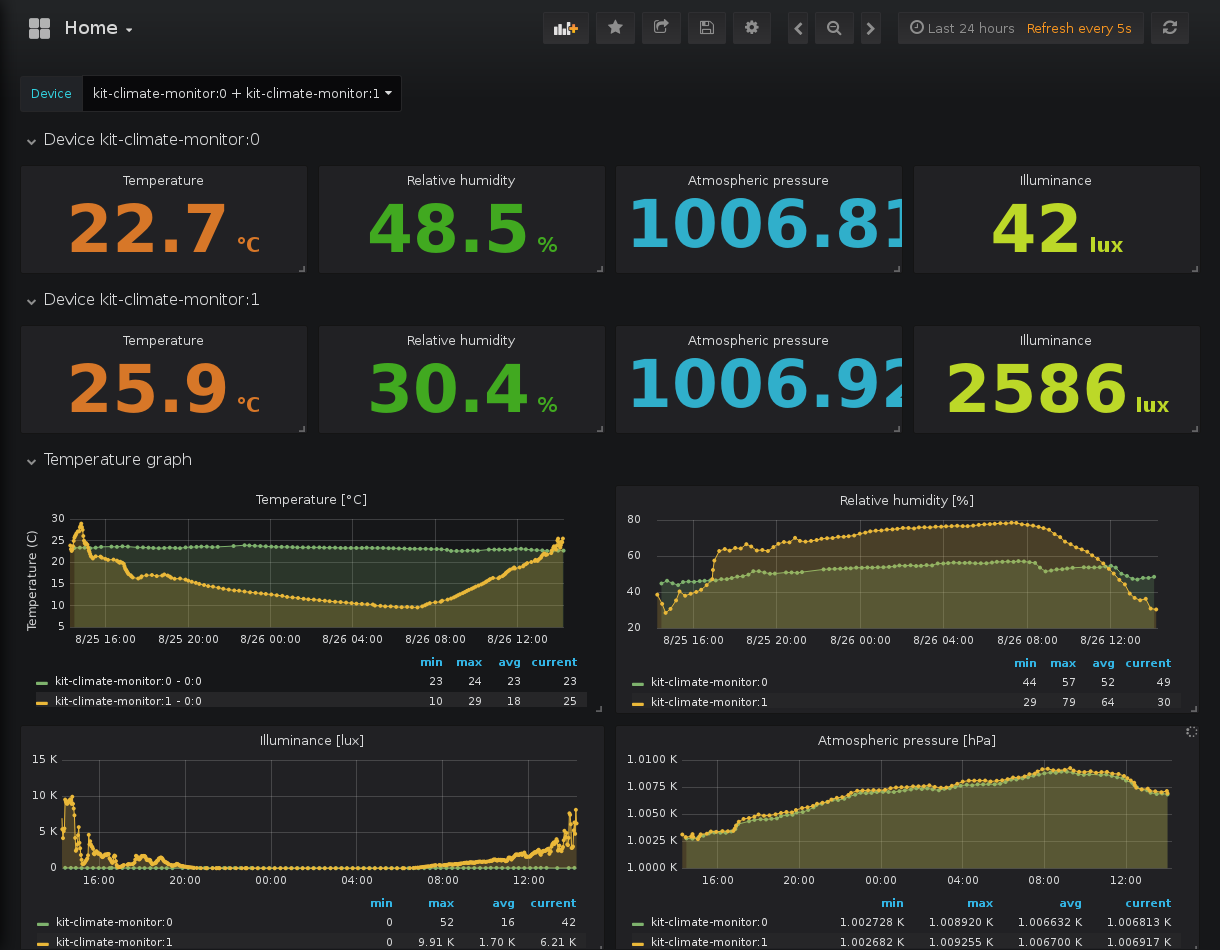 Home
Last 24 hours Refresh every 5s
Device kit-climate-monitor:0 + kit-climate-monitor:1
Device kit-climate-monitor:0
Temperature
22.7 °C
Relative humidity
48.5 %
Atmospheric pressure
1006.81
Illuminance
42 lux
Device kit-climate-monitor:1
Temperature
25.9 °C
Relative humidity
30.4 %
Atmospheric pressure
1006.92
Illuminance
2586 lux
Temperature graph
Temperature [°C]
Temperature (C)
30
25
20
15
10
5
8/25 16:00 8/25 20:00 8/26 00:00 8/26 04:00 8/26 08:00 8/26 12:00
min max avg current
kit-climate-monitor:0 - 0:0 23 24 23 23
kit-climate-monitor:1 - 0:0 10 29 18 25
Relative humidity [%]
80
60
40
20
8/25 16:00 8/25 20:00 8/26 00:00 8/26 04:00 8/26 08:00 8/26 12:00
min max avg current
kit-climate-monitor:0 44 57 52 49
kit-climate-monitor:1 29 79 64 30
Illuminance [lux]
15 K
10 K
5 K
0
16:00 20:00 00:00 04:00 08:00 12:00
min max avg current
kit-climate-monitor:0 0 52 16 42
kit-climate-monitor:1 0 9.91 K 1.70 K 6.21 K
Atmospheric pressure [hPa]
1.0100 K
1.0075 K
1.0050 K
1.0025 K
1.0000 K
16:00 20:00 00:00 04:00 08:00 12:00
min max avg current
kit-climate-monitor:0 1.002728 K 1.008920 K 1.006632 K 1.006813 K
kit-climate-monitor:1 1.002682 K 1.009255 K 1.006700 K 1.006917 K